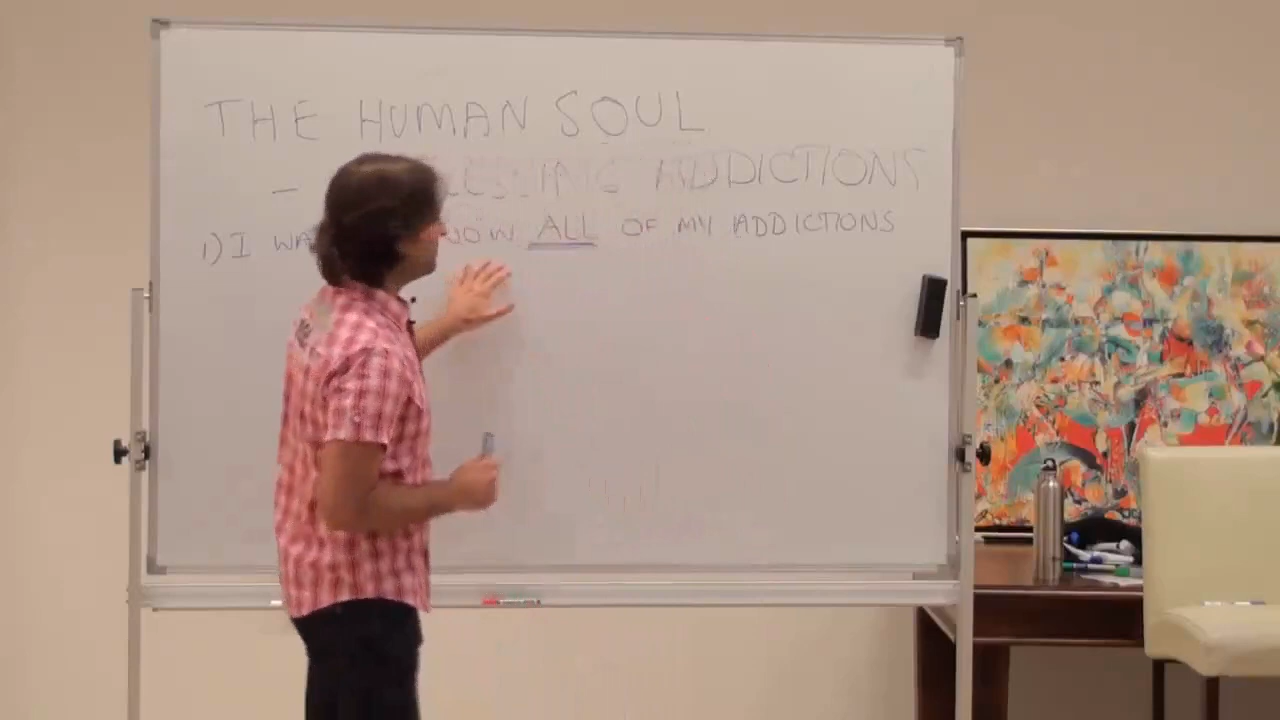 THE HUMAN SOUL
- ADDICTIONS
1) I ALL OF MY ADDICTIONS